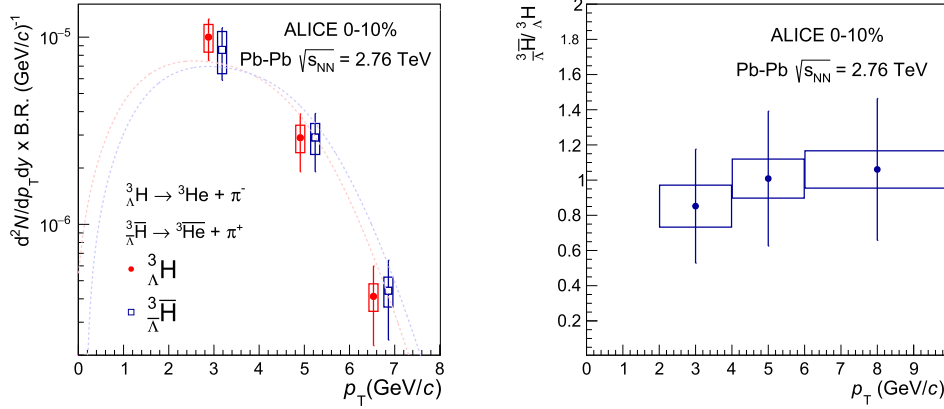 d²N/dp_T dy x B.R. (GeV/c)⁻¹
10⁻⁵
10⁻⁶
ALICE 0-10%
Pb-Pb √s_NN = 2.76 TeV
³_ΛH → ³He + π⁻
³_Λ̅H̅ → ³H̅e̅ + π⁺
³_ΛH
³_Λ̅H̅
0 1 2 3 4 5 6 7 8
p_T(GeV/c)
³_Λ̅H̅/ ³_ΛH
2
1.8
1.6
1.4
1.2
1
0.8
0.6
0.4
0.2
ALICE 0-10%
Pb-Pb √s_NN = 2.76 TeV
0 1 2 3 4 5 6 7 8 9
p_T (GeV/c)